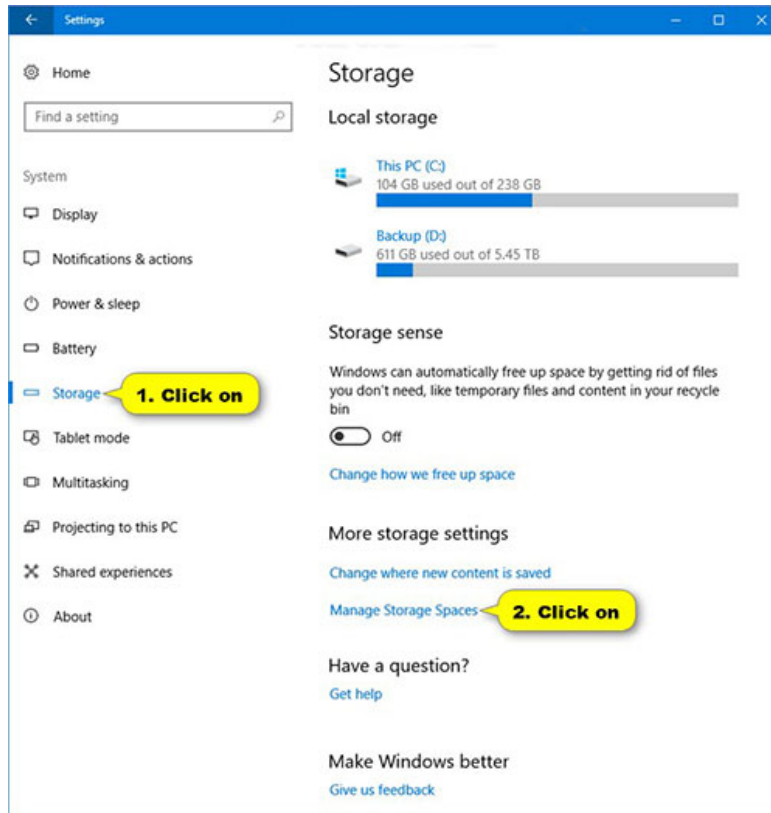 Settings
Home
Find a setting
System
Display
Notifications & actions
Power & sleep
Battery
Storage
1. Click on
Tablet mode
Multitasking
Projecting to this PC
Shared experiences
About
Storage
Local storage
This PC (C:)
104 GB used out of 238 GB
Backup (D:)
611 GB used out of 5.45 TB
Storage sense
Windows can automatically free up space by getting rid of files
you don't need, like temporary files and content in your recycle
bin
Off
Change how we free up space
More storage settings
Change where new content is saved
Manage Storage Spaces
2. Click on
Have a question?
Get help
Make Windows better
Give us feedback